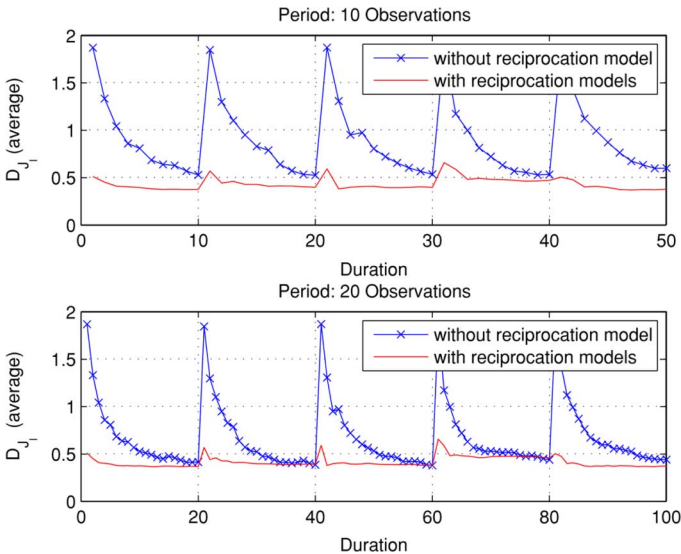 Period: 10 Observations
2
1.5
1
0.5
0
D_J_I (average)
without reciprocation model
with reciprocation models
0 10 20 30 40 50
Duration
Period: 20 Observations
2
1.5
1
0.5
0
D_J_I (average)
without reciprocation model
with reciprocation models
0 20 40 60 80 100
Duration